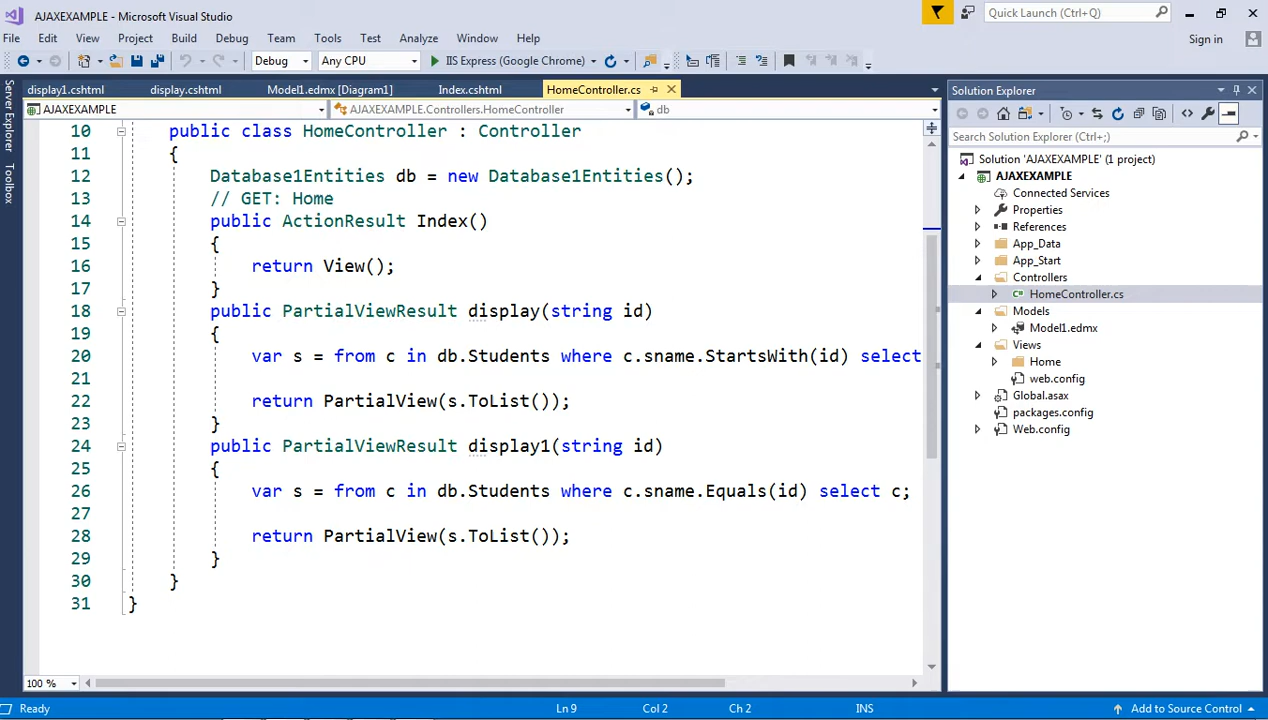 AJAXEXAMPLE - Microsoft Visual Studio
Quick Launch (Ctrl+Q)
File Edit View Project Build Debug Team Tools Test Analyze Window Help
Sign in
Debug Any CPU IIS Express (Google Chrome)
display1.cshtml display.cshtml Model1.edmx [Diagram1] Index.cshtml HomeController.cs
AJAXEXAMPLE AJAXEXAMPLE.Controllers.HomeController db
Server Explorer
Toolbox
10 public class HomeController : Controller
11 {
12 Database1Entities db = new Database1Entities();
13 // GET: Home
14 public ActionResult Index()
15 {
16 return View();
17 }
18 public PartialViewResult display(string id)
19 {
20 var s = from c in db.Students where c.sname.StartsWith(id) select
21
22 return PartialView(s.ToList());
23 }
24 public PartialViewResult display1(string id)
25 {
26 var s = from c in db.Students where c.sname.Equals(id) select c;
27
28 return PartialView(s.ToList());
29 }
30 }
31 }
100 %
Solution Explorer
Search Solution Explorer (Ctrl+;)
Solution 'AJAXEXAMPLE' (1 project)
AJAXEXAMPLE
Connected Services
Properties
References
App_Data
App_Start
Controllers
HomeController.cs
Models
Model1.edmx
Views
Home
web.config
Global.asax
packages.config
Web.config
Ready Ln 9 Col 2 Ch 2 INS Add to Source Control